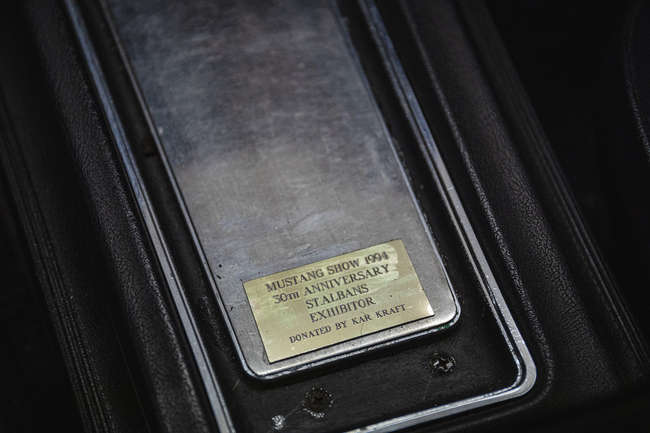 MUSTANG SHOW 1994
30TH ANNIVERSARY
ST.ALBANS
EXHIBITOR
DONATED BY KAR KRAFT